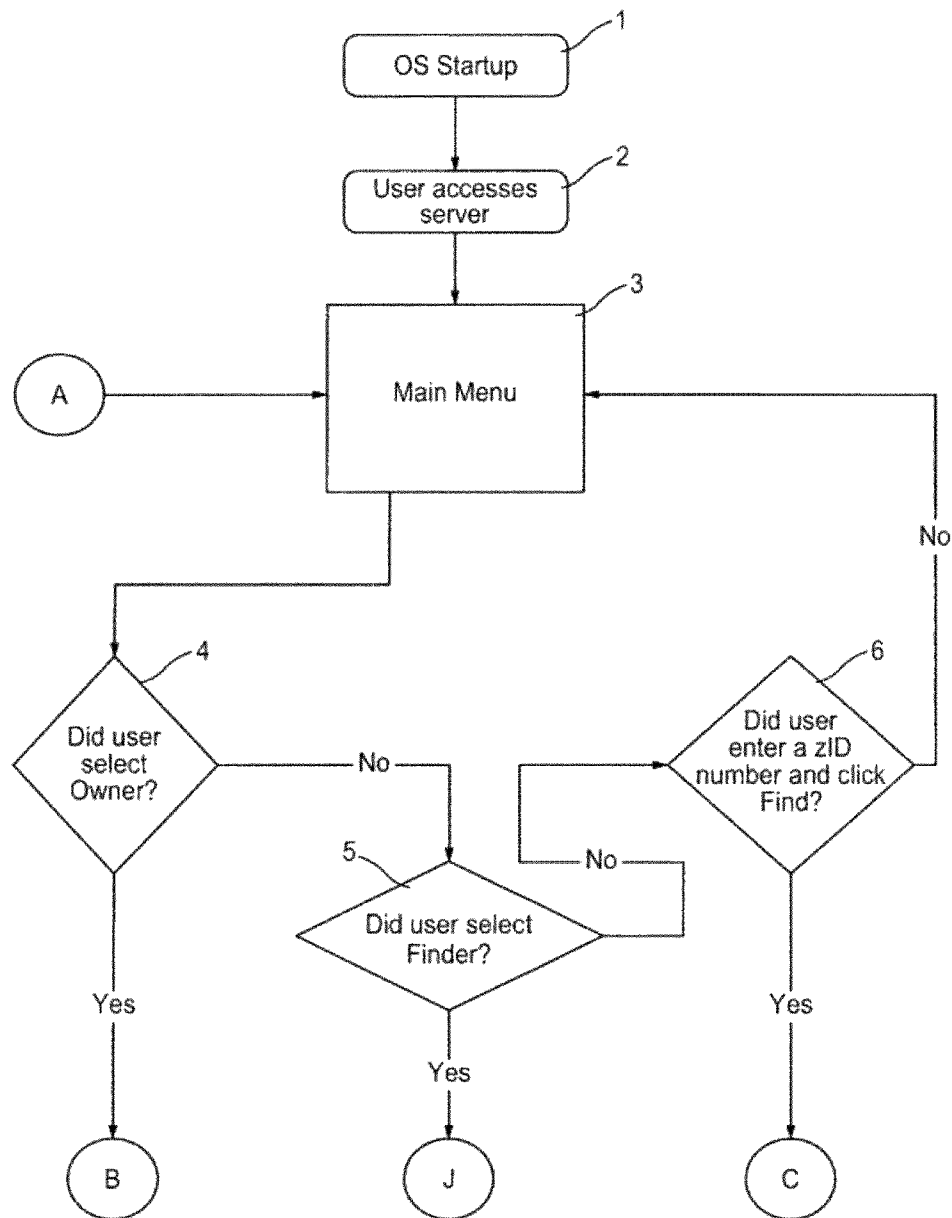 1
OS Startup
2
User accesses
server
3
A
Main Menu
No
4
6
Did user
select
Owner?
No
Did user
enter a zID
number and click
Find?
5
No
Did user select
Finder?
Yes
Yes
Yes
B
J
C